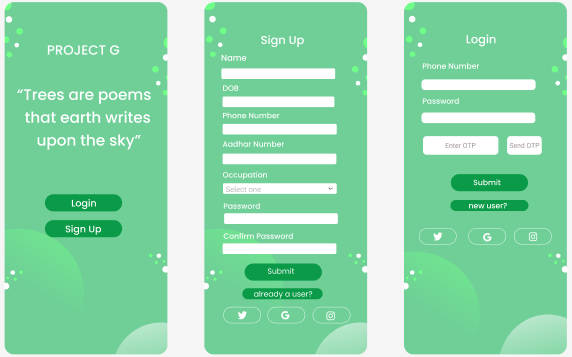 PROJECT G
“Trees are poems
that earth writes
upon the sky”
Login
Sign Up
Sign Up
Name
DOB
Phone Number
Aadhar Number
Occupation
Select one
Password
Confirm Password
Submit
already a user?
G
Login
Phone Number
Password
Enter OTP
Send OTP
Submit
new user?
G